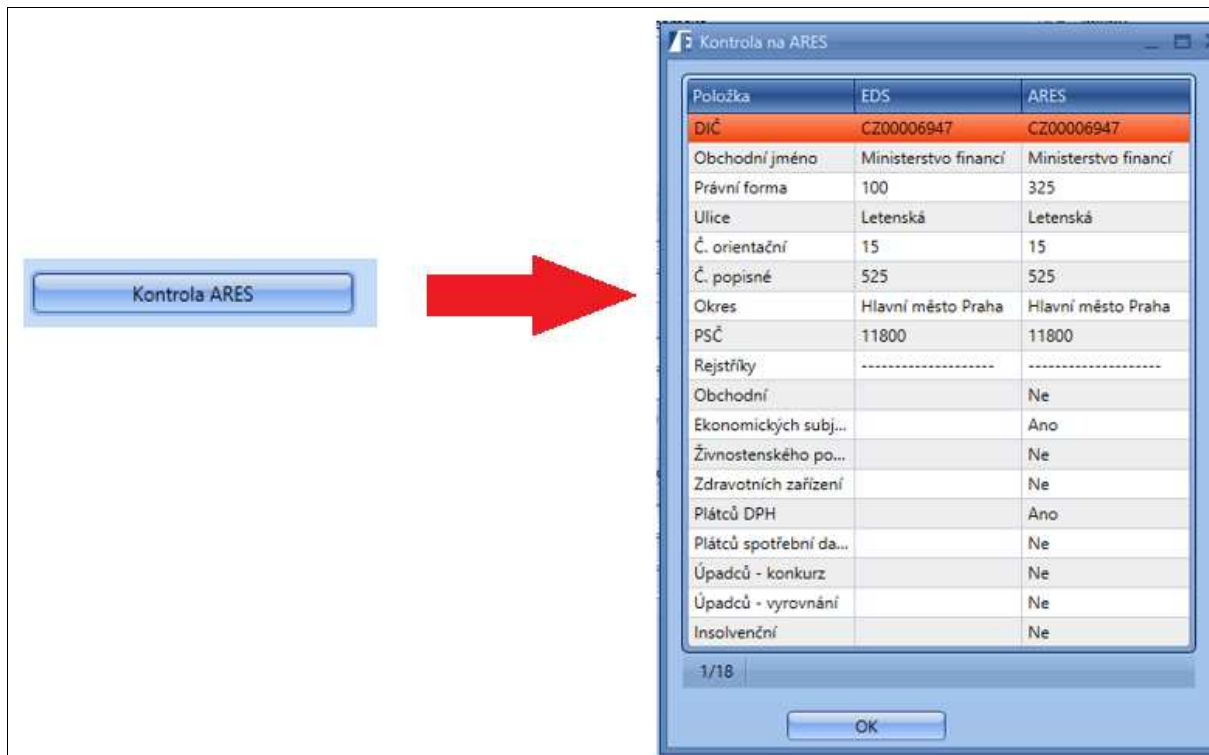 Kontrola ARES
Kontrola na ARES
Položka EDS ARES
DIČ CZ00006947 CZ00006947
Obchodní jméno Ministerstvo financí Ministerstvo financí
Právní forma 100 325
Ulice Letenská Letenská
Č. orientační 15 15
Č. popisné 525 525
Okres Hlavní město Praha Hlavní město Praha
PSČ 11800 11800
Rejstříky -------------------- --------------------
Obchodní Ne
Ekonomických subj... Ano
Živnostenského po... Ne
Zdravotních zařízení Ne
Plátců DPH Ano
Plátců spotřební da... Ne
Úpadců - konkurz Ne
Úpadců - vyrovnání Ne
Insolvenční Ne
1/18
OK